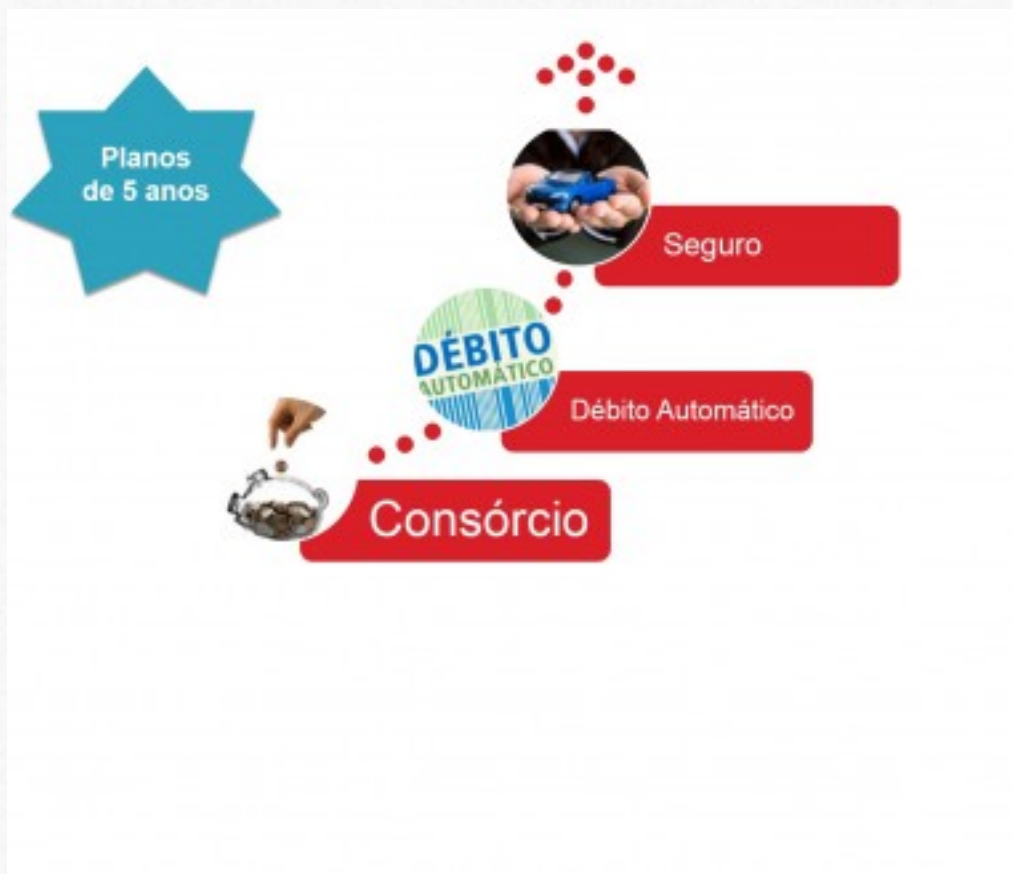 Planos
de 5 anos
Seguro
DÉBITO
AUTOMÁTICO
Débito Automático
Consórcio